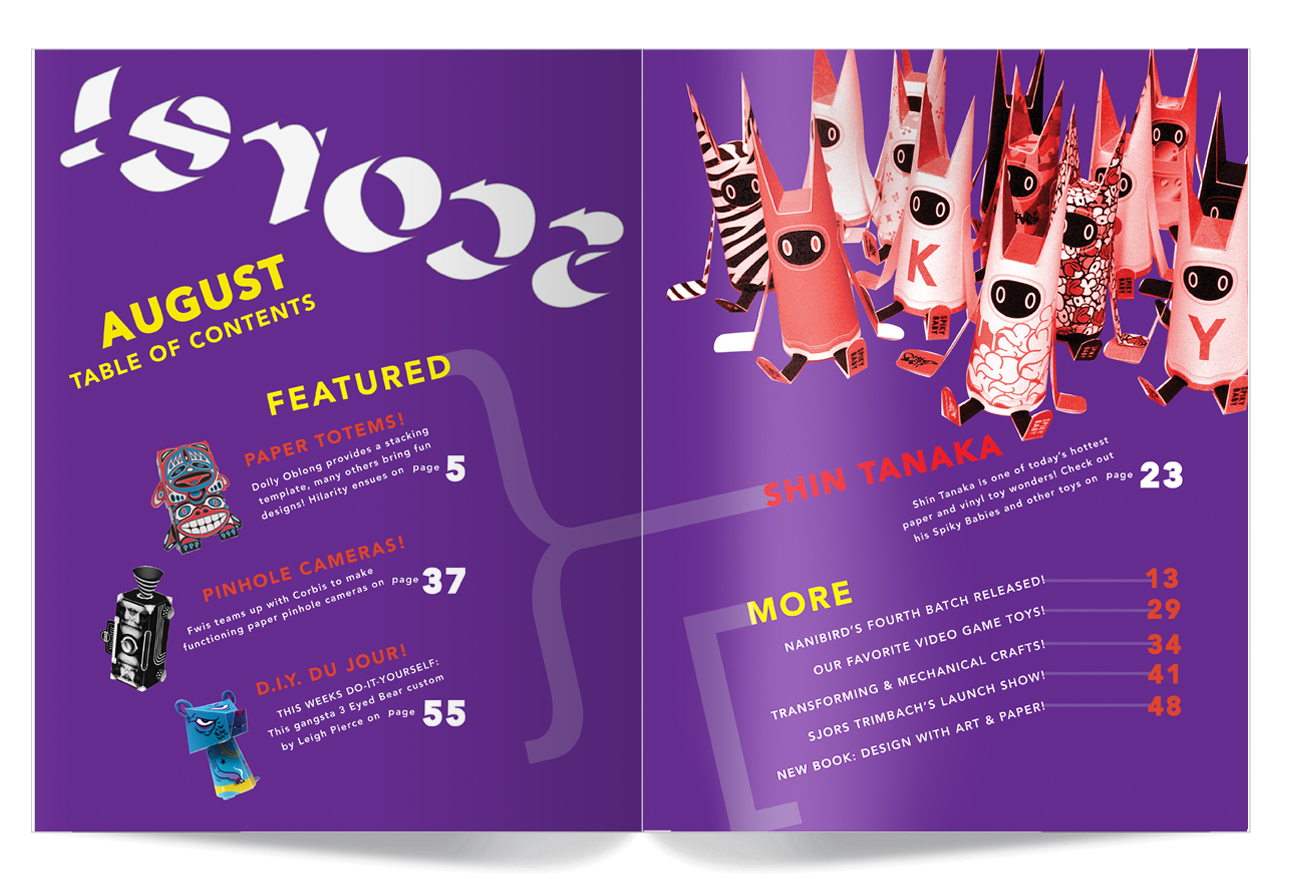 AUGUST
TABLE OF CONTENTS
FEATURED
PAPER TOTEMS!
Dolly Oblong provides a stacking
template, many others bring fun
designs! Hilarity ensues on page 5
PINHOLE CAMERAS!
Fwis teams up with Corbis to make
functioning paper pinhole cameras on page 37
D.I.Y. DU JOUR!
THIS WEEKS DO-IT-YOURSELF:
This gangsta 3 Eyed Bear custom
by Leigh Pierce on page 55
K
Y
SPIKY
BABY
SHIN TANAKA
Shin Tanaka is one of today's hottest
paper and vinyl toy wonders! Check out
his Spiky Babies and other toys on page 23
MORE
NANIBIRD'S FOURTH BATCH RELEASED! 13
OUR FAVORITE VIDEO GAME TOYS! 29
TRANSFORMING & MECHANICAL CRAFTS! 34
SJORS TRIMBACH'S LAUNCH SHOW! 41
NEW BOOK: DESIGN WITH ART & PAPER! 48